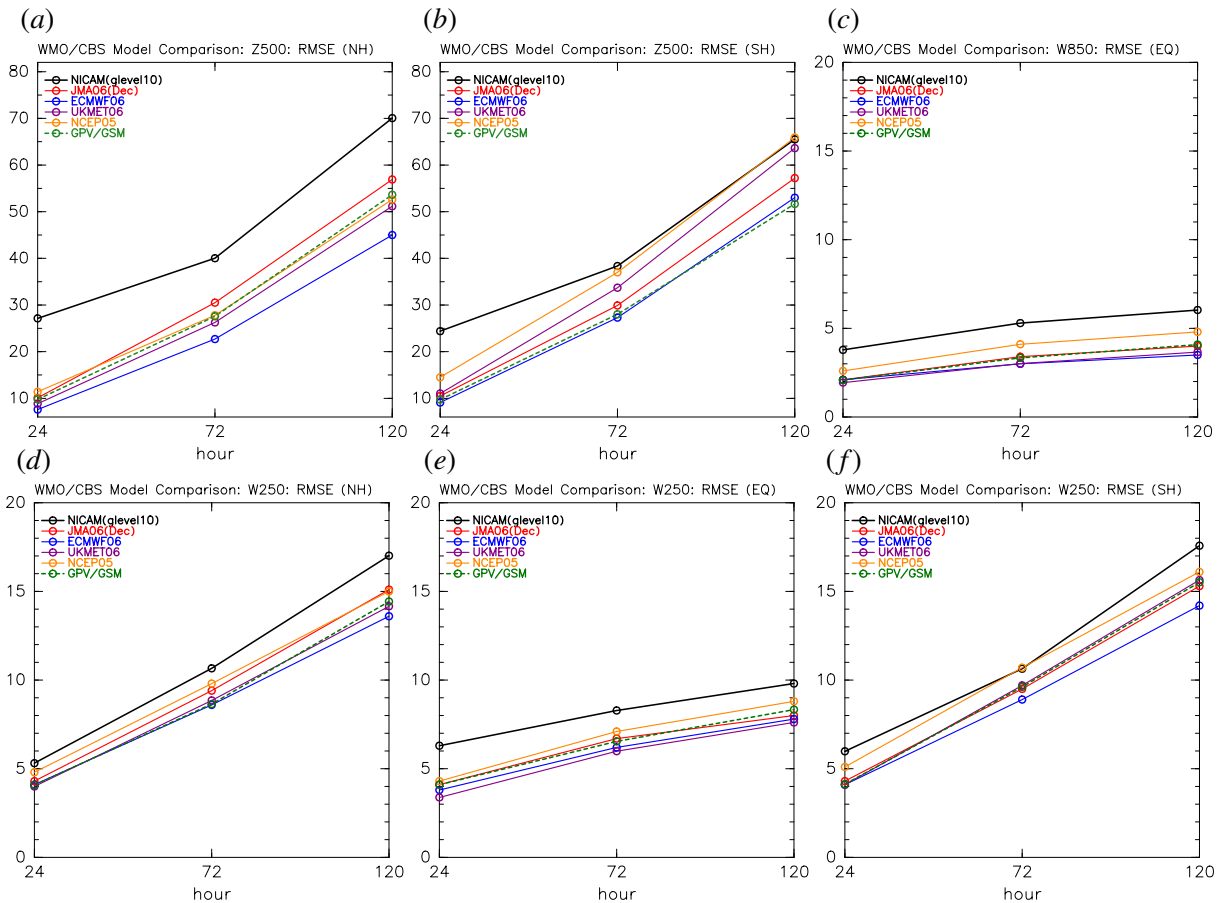 (a)
WMO/CBS Model Comparison: Z500: RMSE (NH)
80
70
60
50
40
30
20
10
NICAM(glevel10)
JMA06(Dec)
ECMWF06
UKMET06
NCEP05
GPV/GSM
24
72
120
hour
(b)
WMO/CBS Model Comparison: Z500: RMSE (SH)
80
70
60
50
40
30
20
10
NICAM(glevel10)
JMA06(Dec)
ECMWF06
UKMET06
NCEP05
GPV/GSM
24
72
120
hour
(c)
WMO/CBS Model Comparison: W850: RMSE (EQ)
20
15
10
5
0
NICAM(glevel10)
JMA06(Dec)
ECMWF06
UKMET06
NCEP05
GPV/GSM
24
72
120
hour
(d)
WMO/CBS Model Comparison: W250: RMSE (NH)
20
15
10
5
0
NICAM(glevel10)
JMA06(Dec)
ECMWF06
UKMET06
NCEP05
GPV/GSM
24
72
120
hour
(e)
WMO/CBS Model Comparison: W250: RMSE (EQ)
20
15
10
5
0
NICAM(glevel10)
JMA06(Dec)
ECMWF06
UKMET06
NCEP05
GPV/GSM
24
72
120
hour
(f)
WMO/CBS Model Comparison: W250: RMSE (SH)
20
15
10
5
0
NICAM(glevel10)
JMA06(Dec)
ECMWF06
UKMET06
NCEP05
GPV/GSM
24
72
120
hour